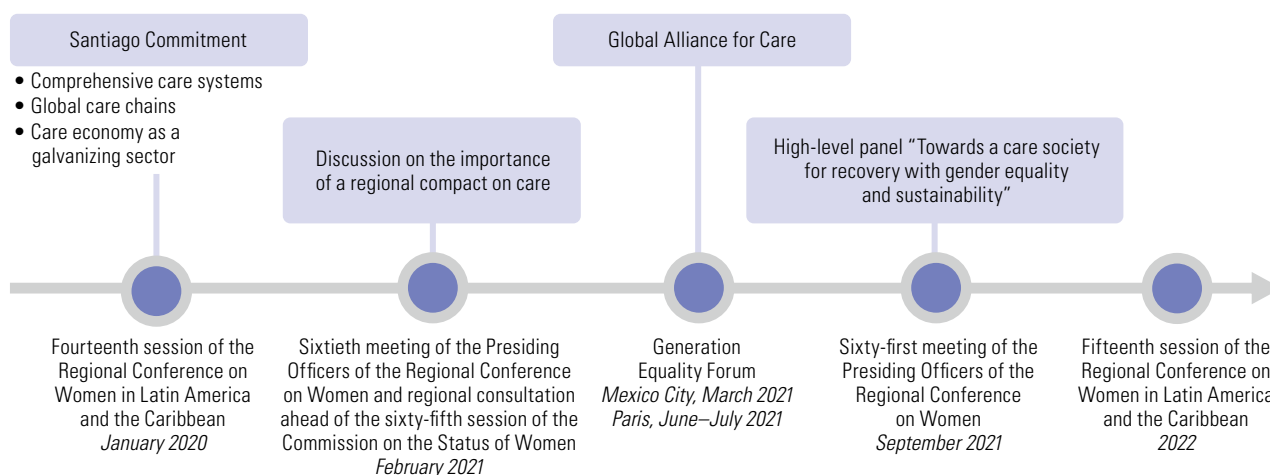 Santiago Commitment
• Comprehensive care systems
• Global care chains
• Care economy as a
galvanizing sector
Discussion on the importance
of a regional compact on care
Global Alliance for Care
High-level panel “Towards a care society
for recovery with gender equality
and sustainability”
Fourteenth session of the
Regional Conference on
Women in Latin America
and the Caribbean
January 2020
Sixtieth meeting of the Presiding
Officers of the Regional Conference
on Women and regional consultation
ahead of the sixty-fifth session of the
Commission on the Status of Women
February 2021
Generation
Equality Forum
Mexico City, March 2021
Paris, June–July 2021
Sixty-first meeting of the
Presiding Officers of the
Regional Conference
on Women
September 2021
Fifteenth session of the
Regional Conference on
Women in Latin America
and the Caribbean
2022